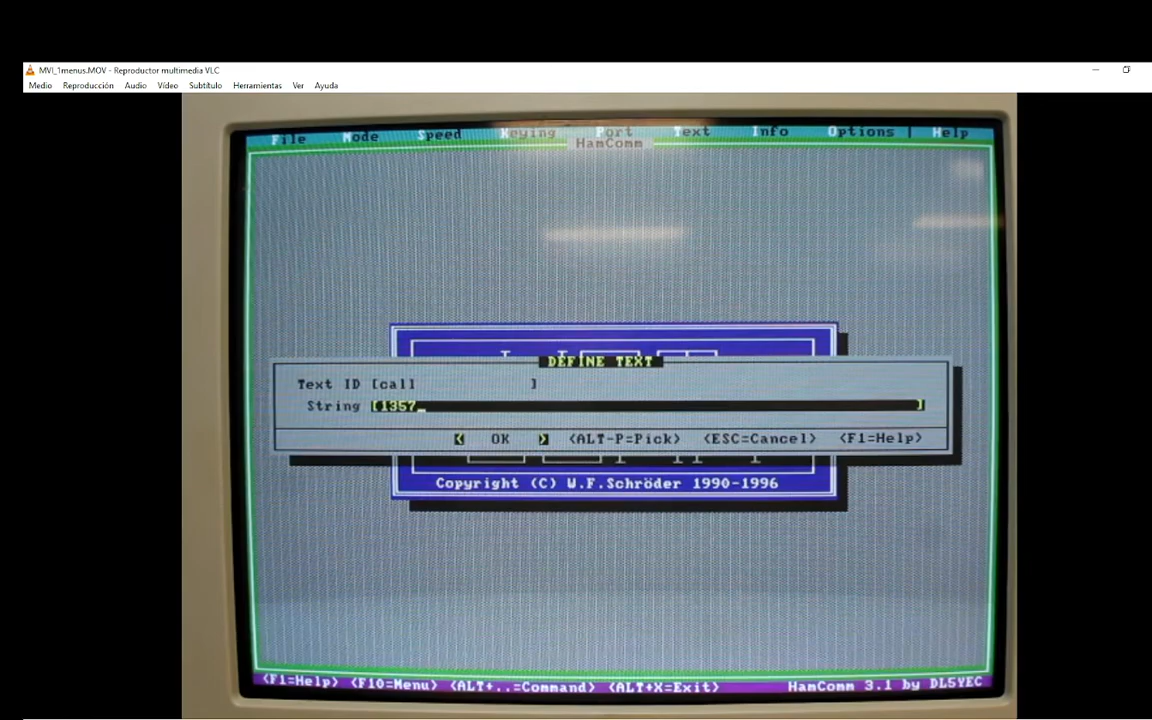 MVI_1menus.MOV - Reproductor multimedia VLC
Medio Reproducción Audio Vídeo Subtítulo Herramientas Ver Ayuda
File Mode Speed Keying Port Text Info Options | Help
HamComm
DEFINE TEXT
Text ID [call ]
String [1357_ ]
< OK > <ALT-P=Pick> <ESC=Cancel> <F1=Help>
Copyright (C) W.F.Schröder 1990-1996
<F1=Help> <F10=Menu> <ALT+..=Command> <ALT+X=Exit> HamComm 3.1 by DL5YEC